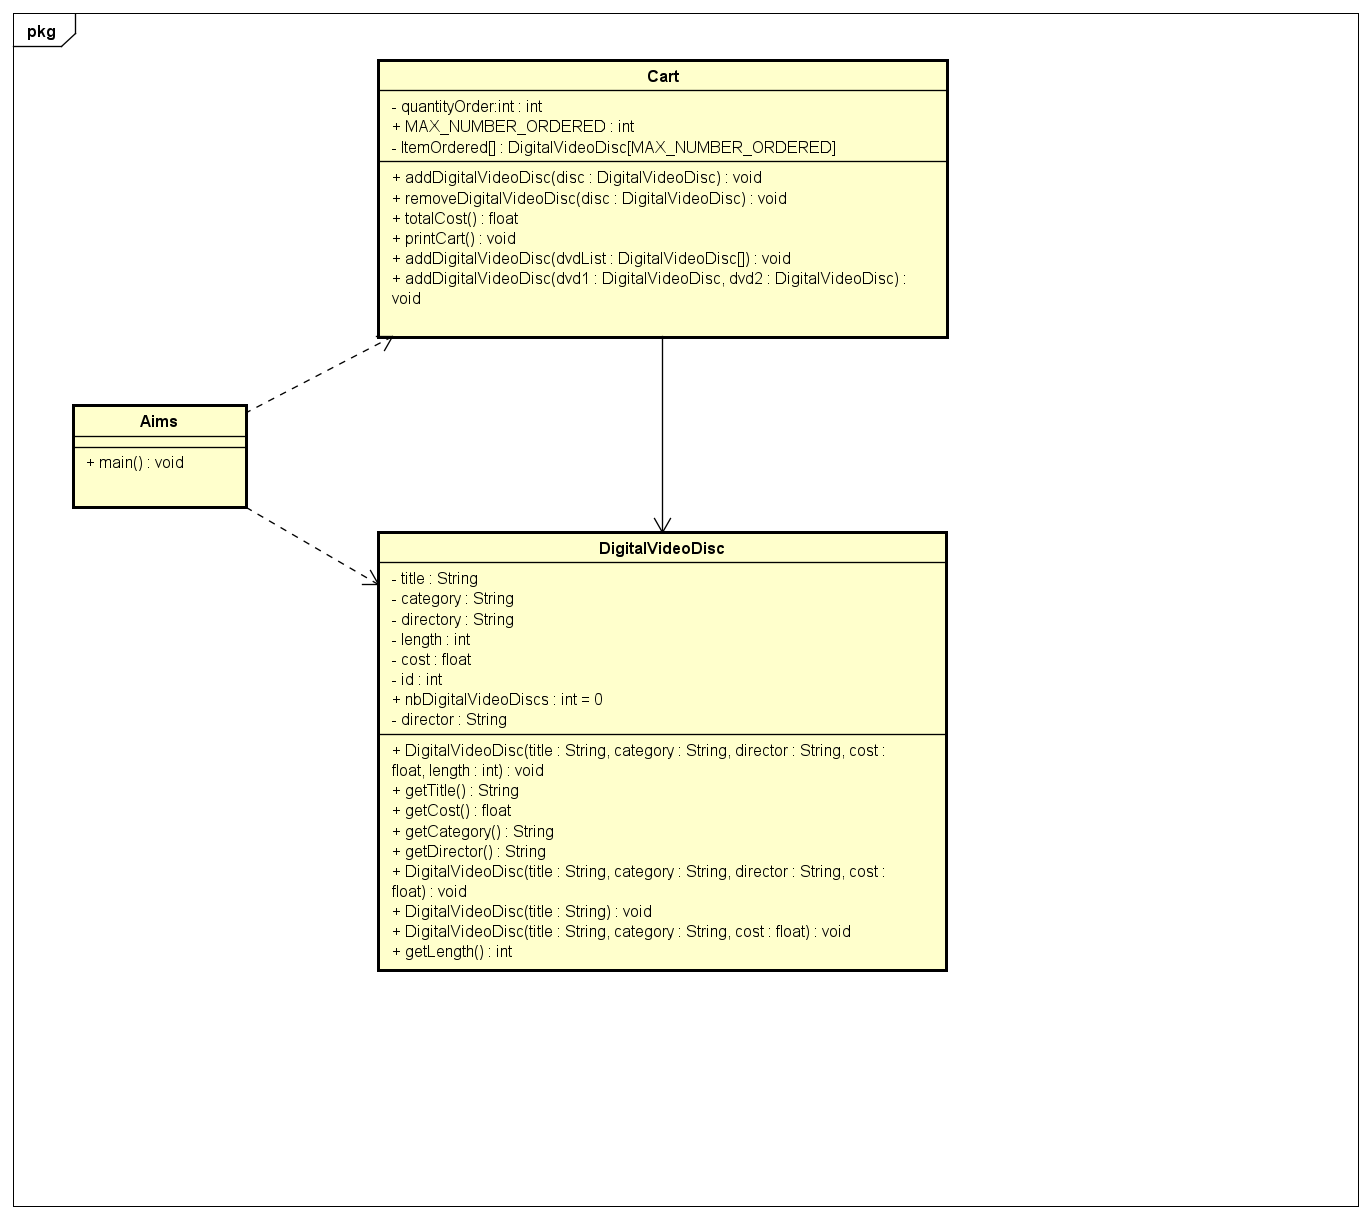 pkg
Cart
- quantityOrder:int : int
+ MAX_NUMBER_ORDERED : int
- ItemOrdered[] : DigitalVideoDisc[MAX_NUMBER_ORDERED]
+ addDigitalVideoDisc(disc : DigitalVideoDisc) : void
+ removeDigitalVideoDisc(disc : DigitalVideoDisc) : void
+ totalCost() : float
+ printCart() : void
+ addDigitalVideoDisc(dvdList : DigitalVideoDisc[]) : void
+ addDigitalVideoDisc(dvd1 : DigitalVideoDisc, dvd2 : DigitalVideoDisc) :
void
Aims
+ main() : void
DigitalVideoDisc
- title : String
- category : String
- directory : String
- length : int
- cost : float
- id : int
+ nbDigitalVideoDiscs : int = 0
- director : String
+ DigitalVideoDisc(title : String, category : String, director : String, cost :
float, length : int) : void
+ getTitle() : String
+ getCost() : float
+ getCategory() : String
+ getDirector() : String
+ DigitalVideoDisc(title : String, category : String, director : String, cost :
float) : void
+ DigitalVideoDisc(title : String) : void
+ DigitalVideoDisc(title : String, category : String, cost : float) : void
+ getLength() : int